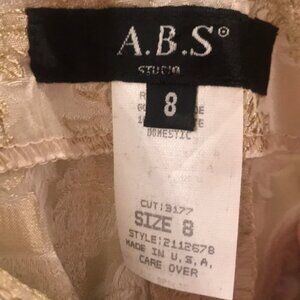 A.B.S®
STUDIO
8
DOMESTIC
CUT:3177
SIZE 8
STYLE:2112678
MADE IN U.S.A.
CARE OVER